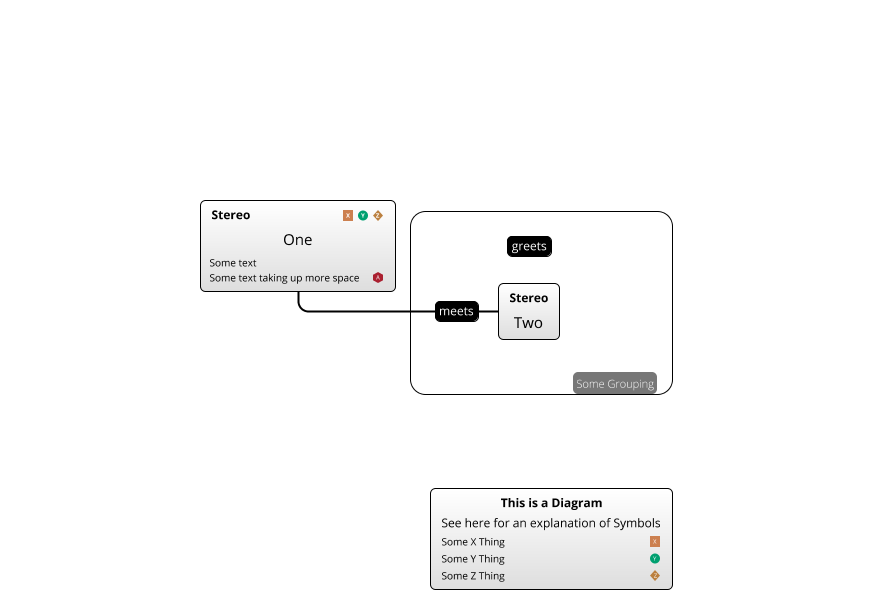 Stereo X Y Z
One
Some text
Some text taking up more space A
greets
meets
Stereo
Two
Some Grouping
This is a Diagram
See here for an explanation of Symbols
Some X Thing X
Some Y Thing Y
Some Z Thing Z